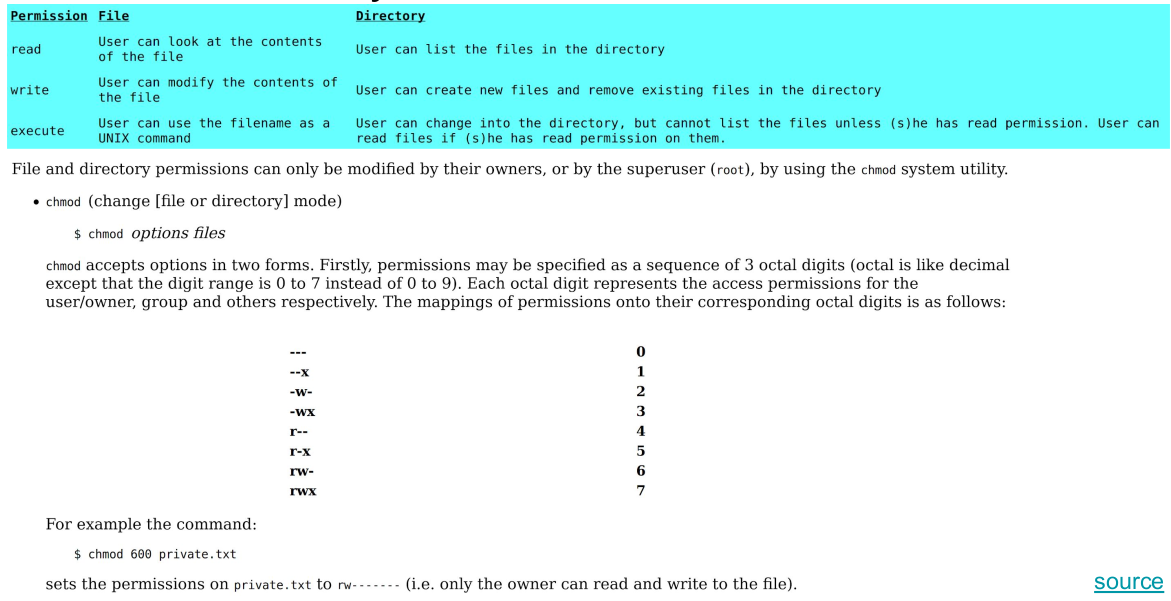 Permission File Directory
read User can look at the contents of the file User can list the files in the directory
write User can modify the contents of the file User can create new files and remove existing files in the directory
execute User can use the filename as a UNIX command User can change into the directory, but cannot list the files unless (s)he has read permission. User can read files if (s)he has read permission on them.
File and directory permissions can only be modified by their owners, or by the superuser (root), by using the chmod system utility.
• chmod (change [file or directory] mode)
$ chmod options files
chmod accepts options in two forms. Firstly, permissions may be specified as a sequence of 3 octal digits (octal is like decimal
except that the digit range is 0 to 7 instead of 0 to 9). Each octal digit represents the access permissions for the
user/owner, group and others respectively. The mappings of permissions onto their corresponding octal digits is as follows:
--- 0
--x 1
-w- 2
-wx 3
r-- 4
r-x 5
rw- 6
rwx 7
For example the command:
$ chmod 600 private.txt
sets the permissions on private.txt to rw------- (i.e. only the owner can read and write to the file).
source